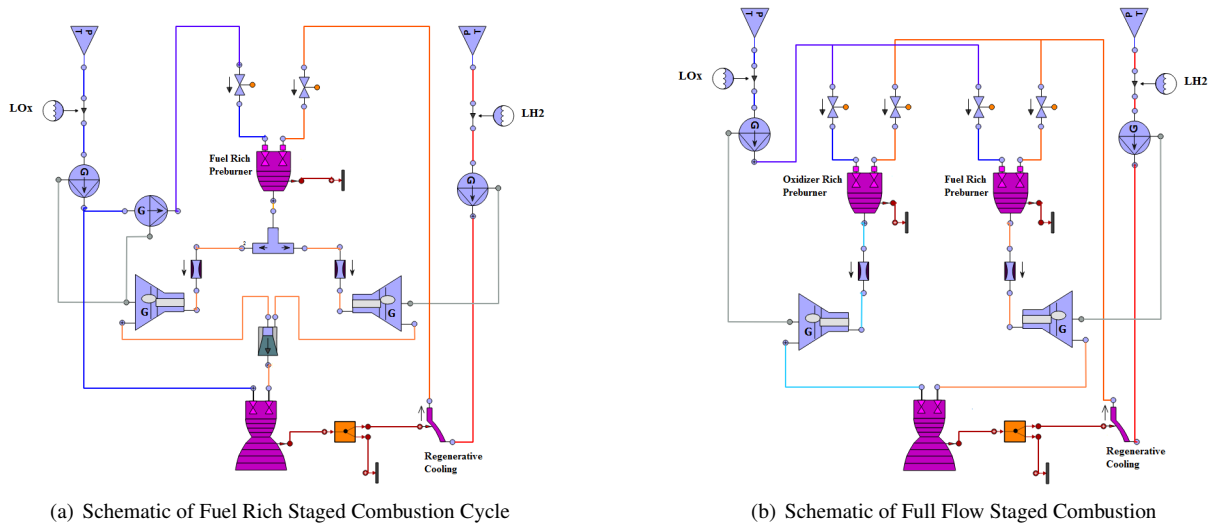 T
P
T
P
LOx
LH2
G
G
G
Fuel Rich
Preburner
2
G
G
Regenerative
Cooling
(a) Schematic of Fuel Rich Staged Combustion Cycle
T
P
T
P
LOx
LH2
G
G
Oxidizer Rich
Preburner
Fuel Rich
Preburner
G
G
Regenerative
Cooling
(b) Schematic of Full Flow Staged Combustion